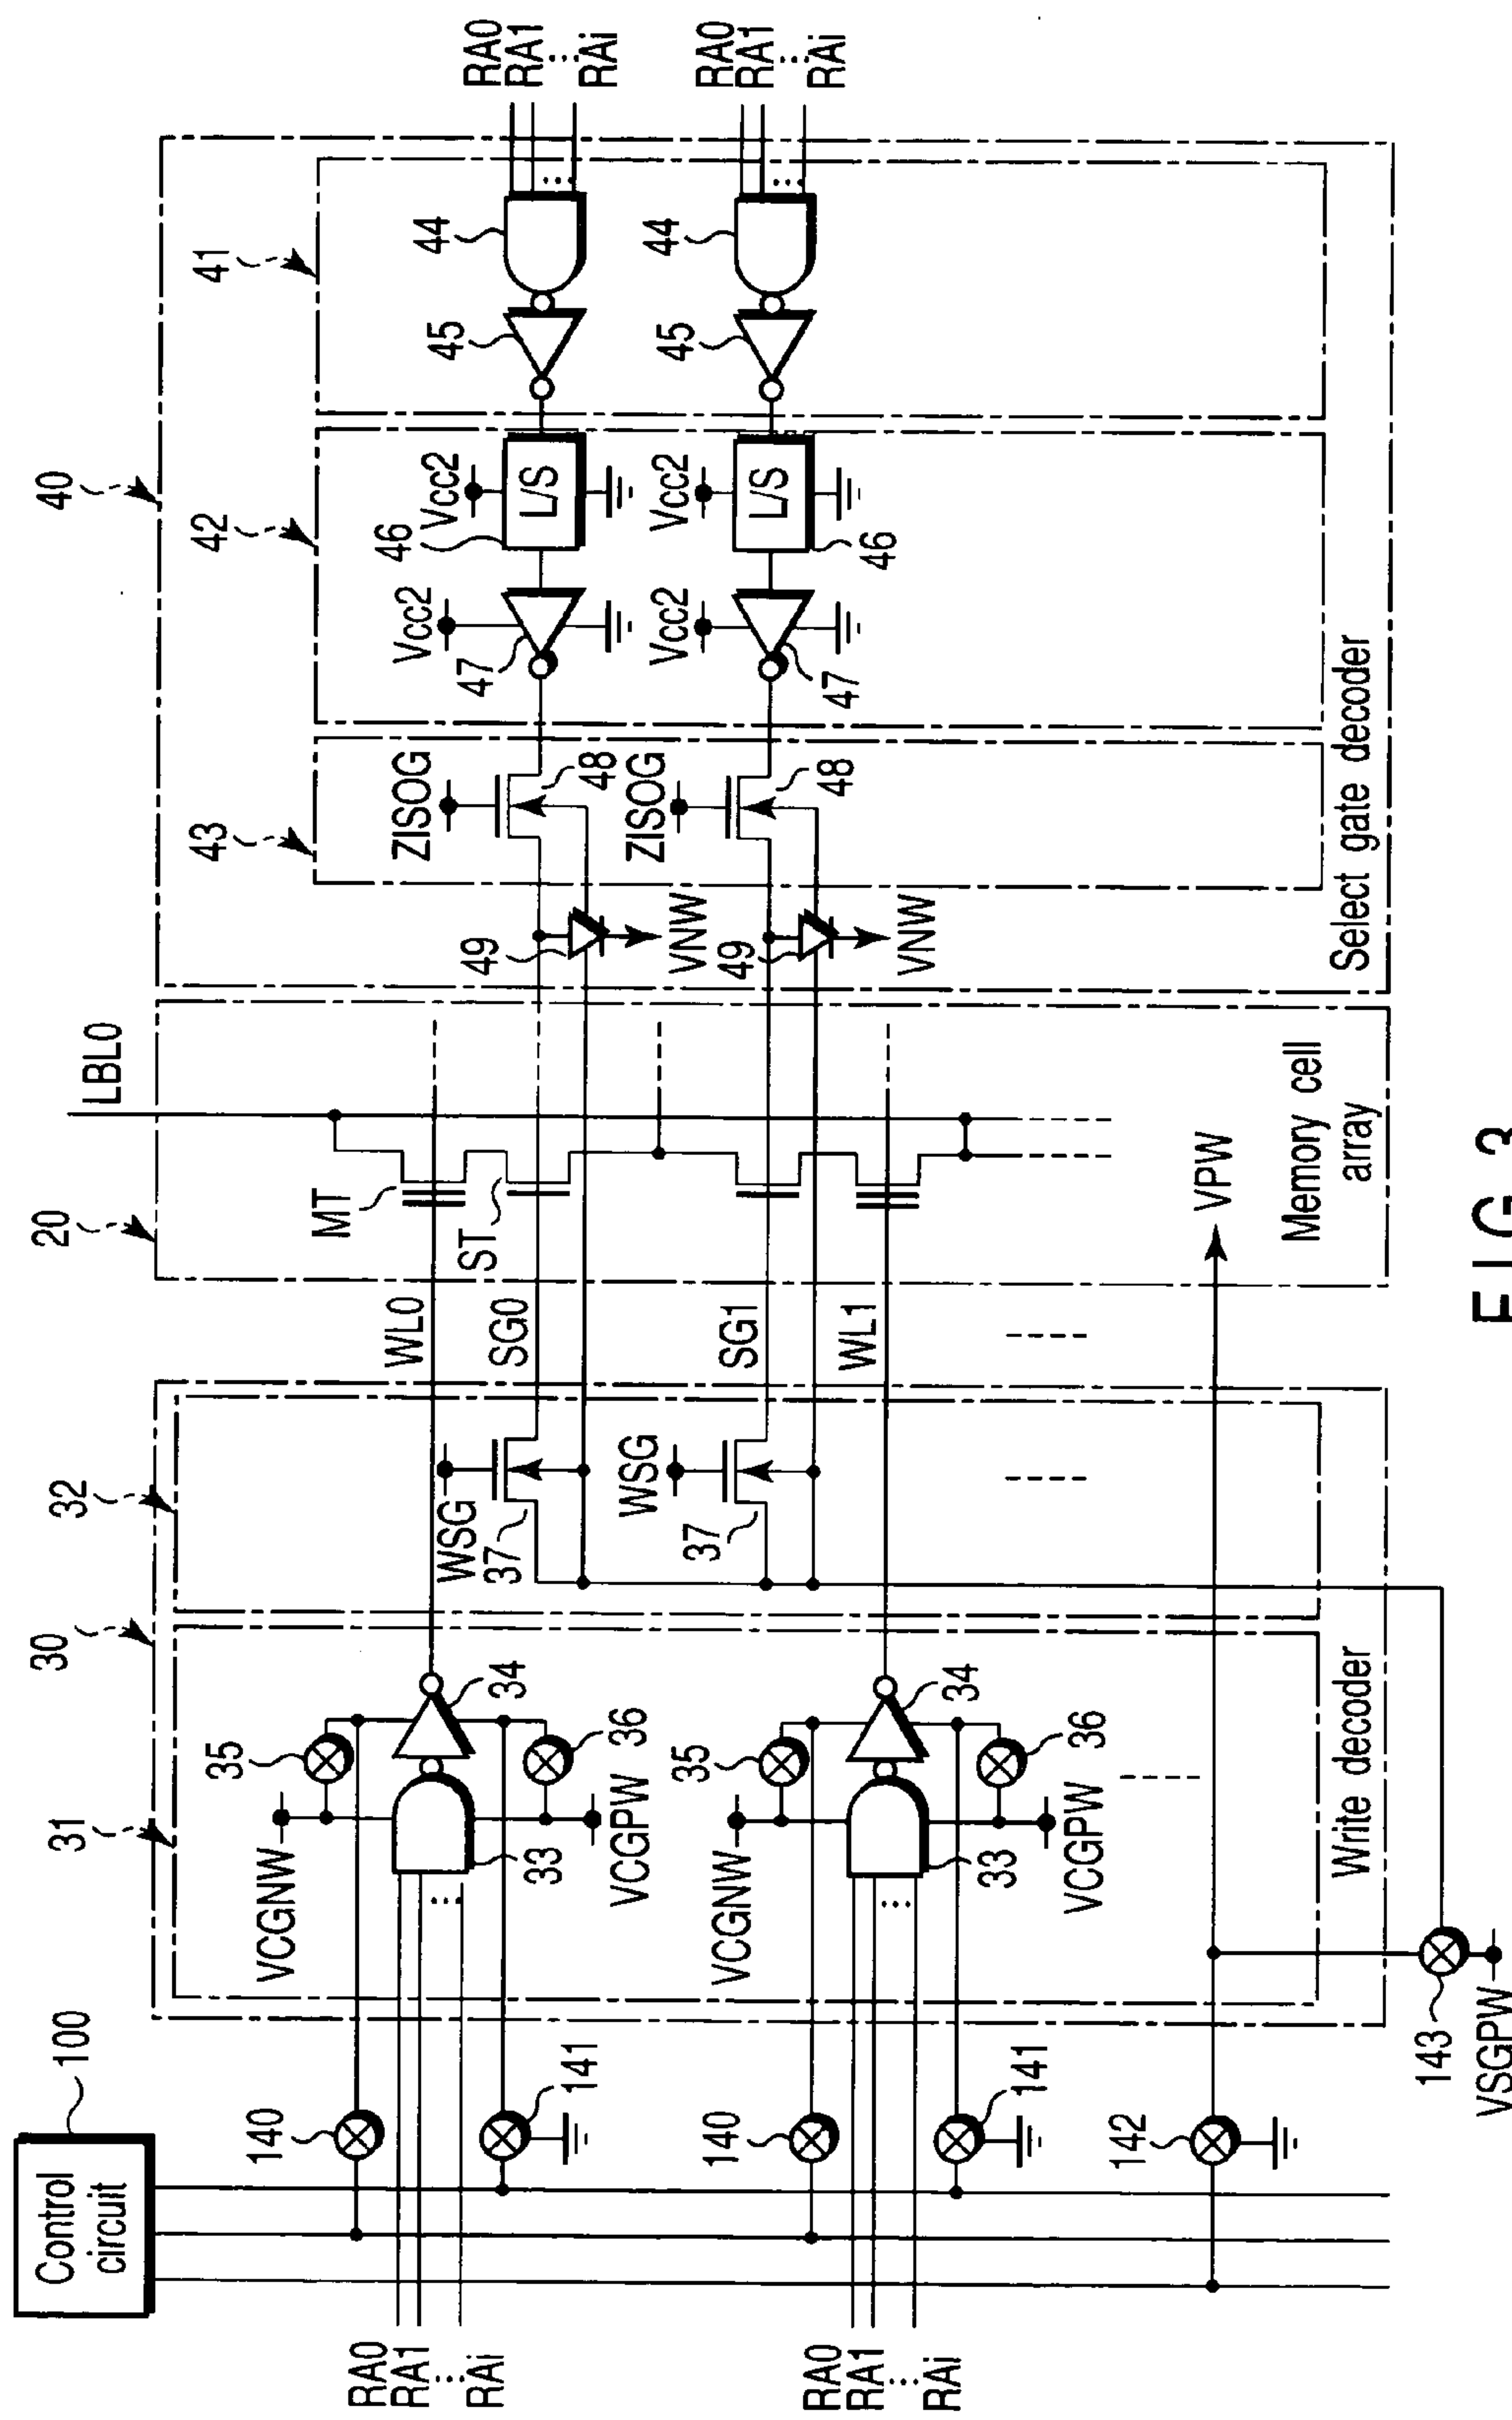 Control
circuit
100
30
20
40
31
32
LBL0
43
42
41
140
35
VCGNW
MT
RA0
RA1
...
RAi
141
33
34
36
VCGPW
WSG
37
WL0
SG0
ST
49
VNW
ZISOG
48
47
Vcc2
46
Vcc2
L/S
45
44
RA0
RA1
...
RAi
140
35
VCGNW
WSG
37
SG1
WL1
49
VNW
ZISOG
48
47
Vcc2
46
Vcc2
L/S
45
44
RA0
RA1
...
RAi
RA0
RA1
...
RAi
141
33
34
36
VCGPW
142
VPW
Memory cell
array
Write decoder
Select gate decoder
143
VSGPW
F I G. 3